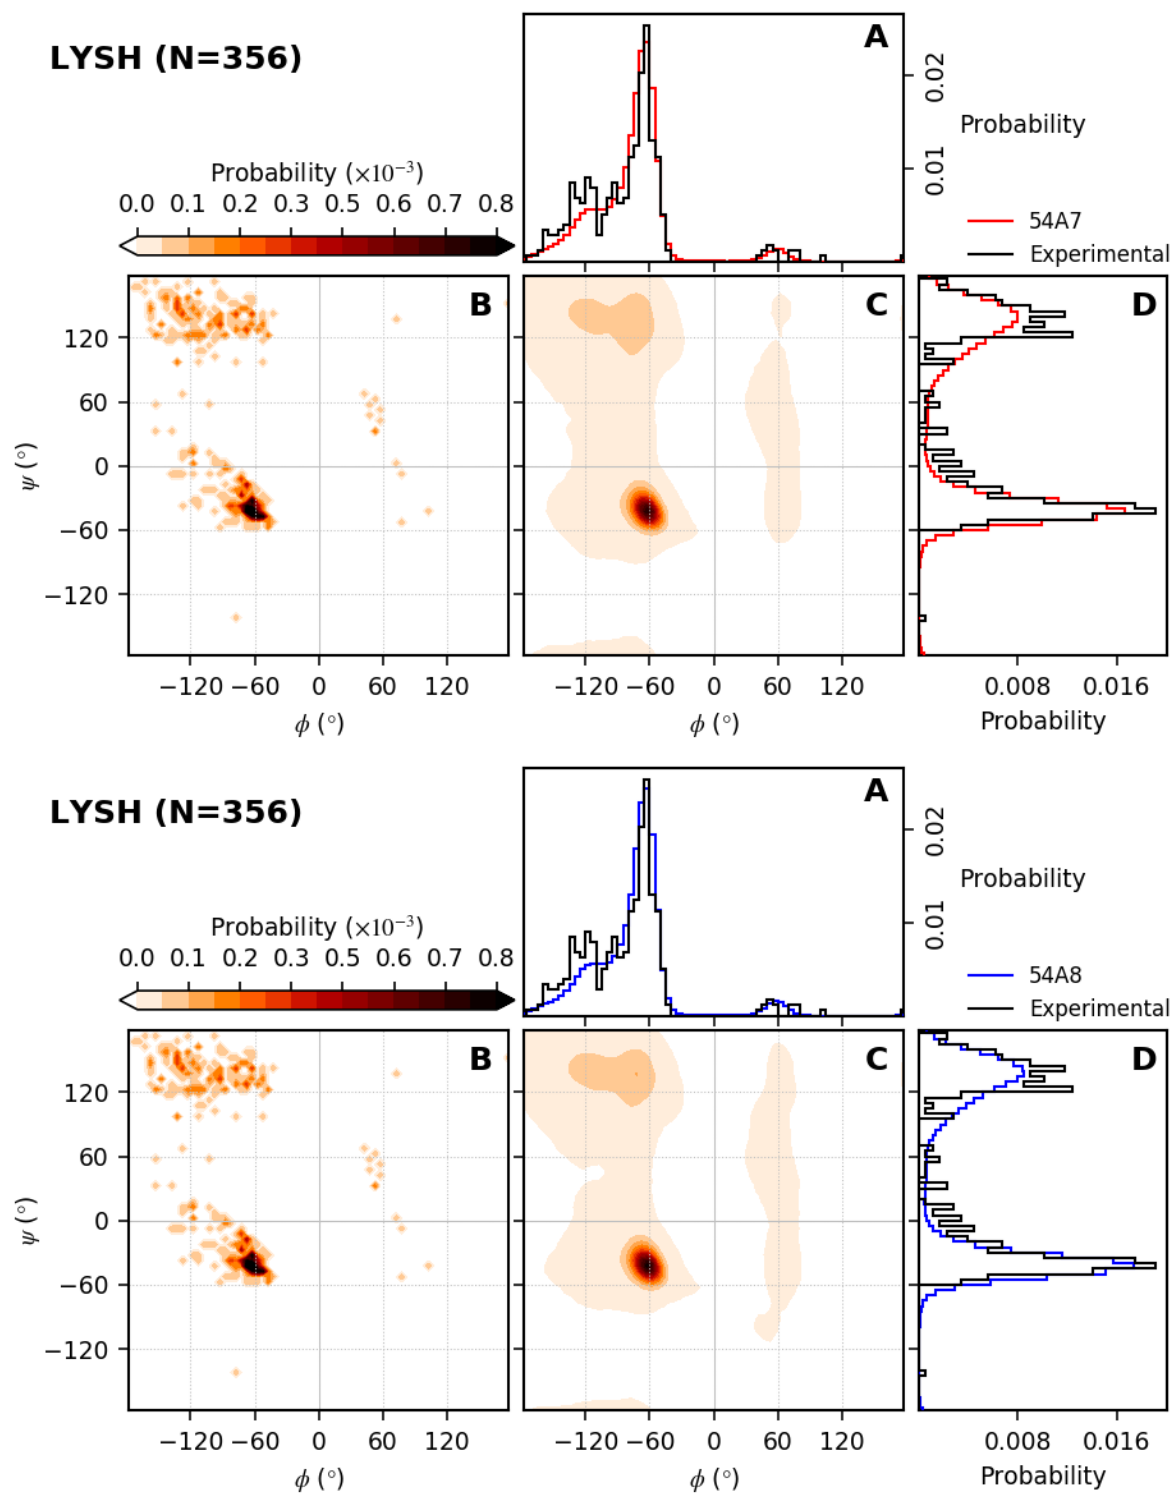 LYSH (N=356)
A
0.02
0.01
Probability
Probability (×10⁻³)
0.0 0.1 0.2 0.3 0.5 0.6 0.7 0.8
54A7
Experimental
B
C
D
120
60
0
−60
−120
ψ (°)
−120 −60 0 60 120
−120 −60 0 60 120
0.008 0.016
ϕ (°)
ϕ (°)
Probability
LYSH (N=356)
A
0.02
0.01
Probability
Probability (×10⁻³)
0.0 0.1 0.2 0.3 0.5 0.6 0.7 0.8
54A8
Experimental
B
C
D
120
60
0
−60
−120
ψ (°)
−120 −60 0 60 120
−120 −60 0 60 120
0.008 0.016
ϕ (°)
ϕ (°)
Probability